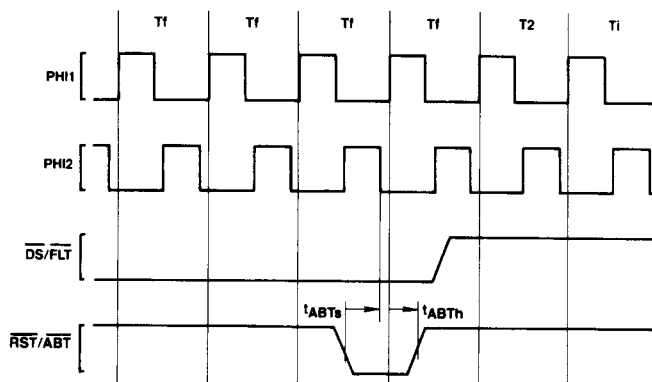 Tf Tf Tf Tf T2 Ti
PHI1
PHI2
DS/FLT
tABTs tABTh
RST/ABT